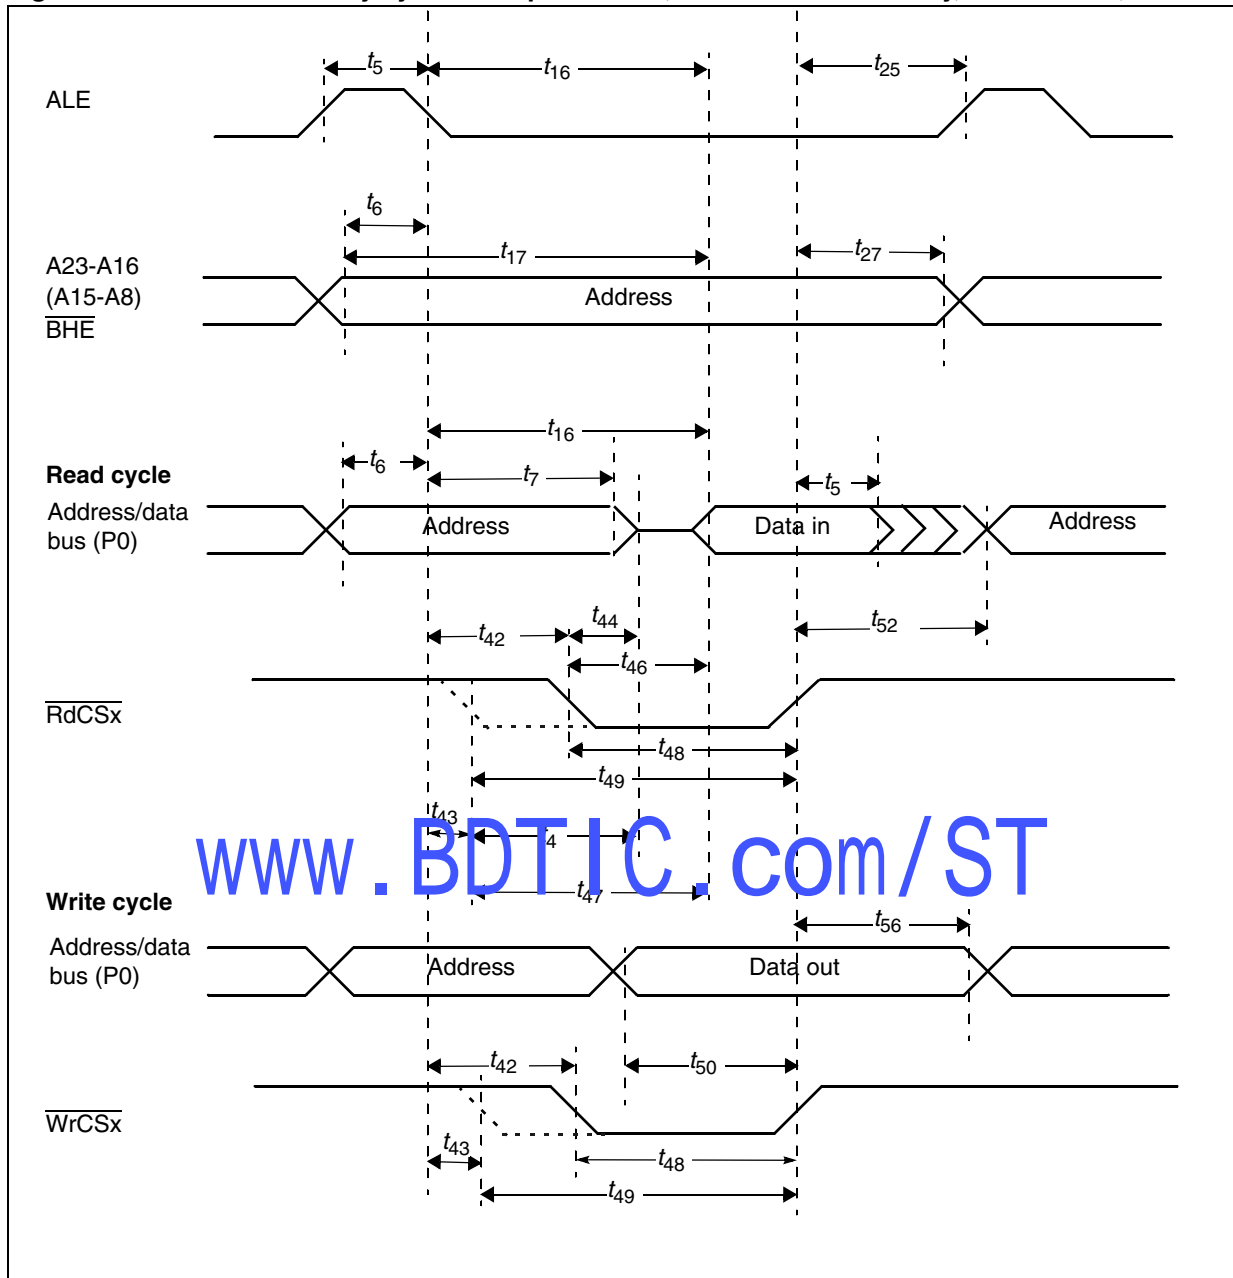 t5
t16
t25
ALE
t6
t17
t27
A23-A16
(A15-A8)
BHE
Address
t16
t6
t7
t5
Read cycle
Address/data
bus (P0)
Address
Data in
Address
t42
t44
t46
t52
RdCSx
t48
t49
t43
t4
www.BDTIC.com/ST
t47
Write cycle
t56
Address/data
bus (P0)
Address
Data out
t42
t50
WrCSx
t43
t48
t49